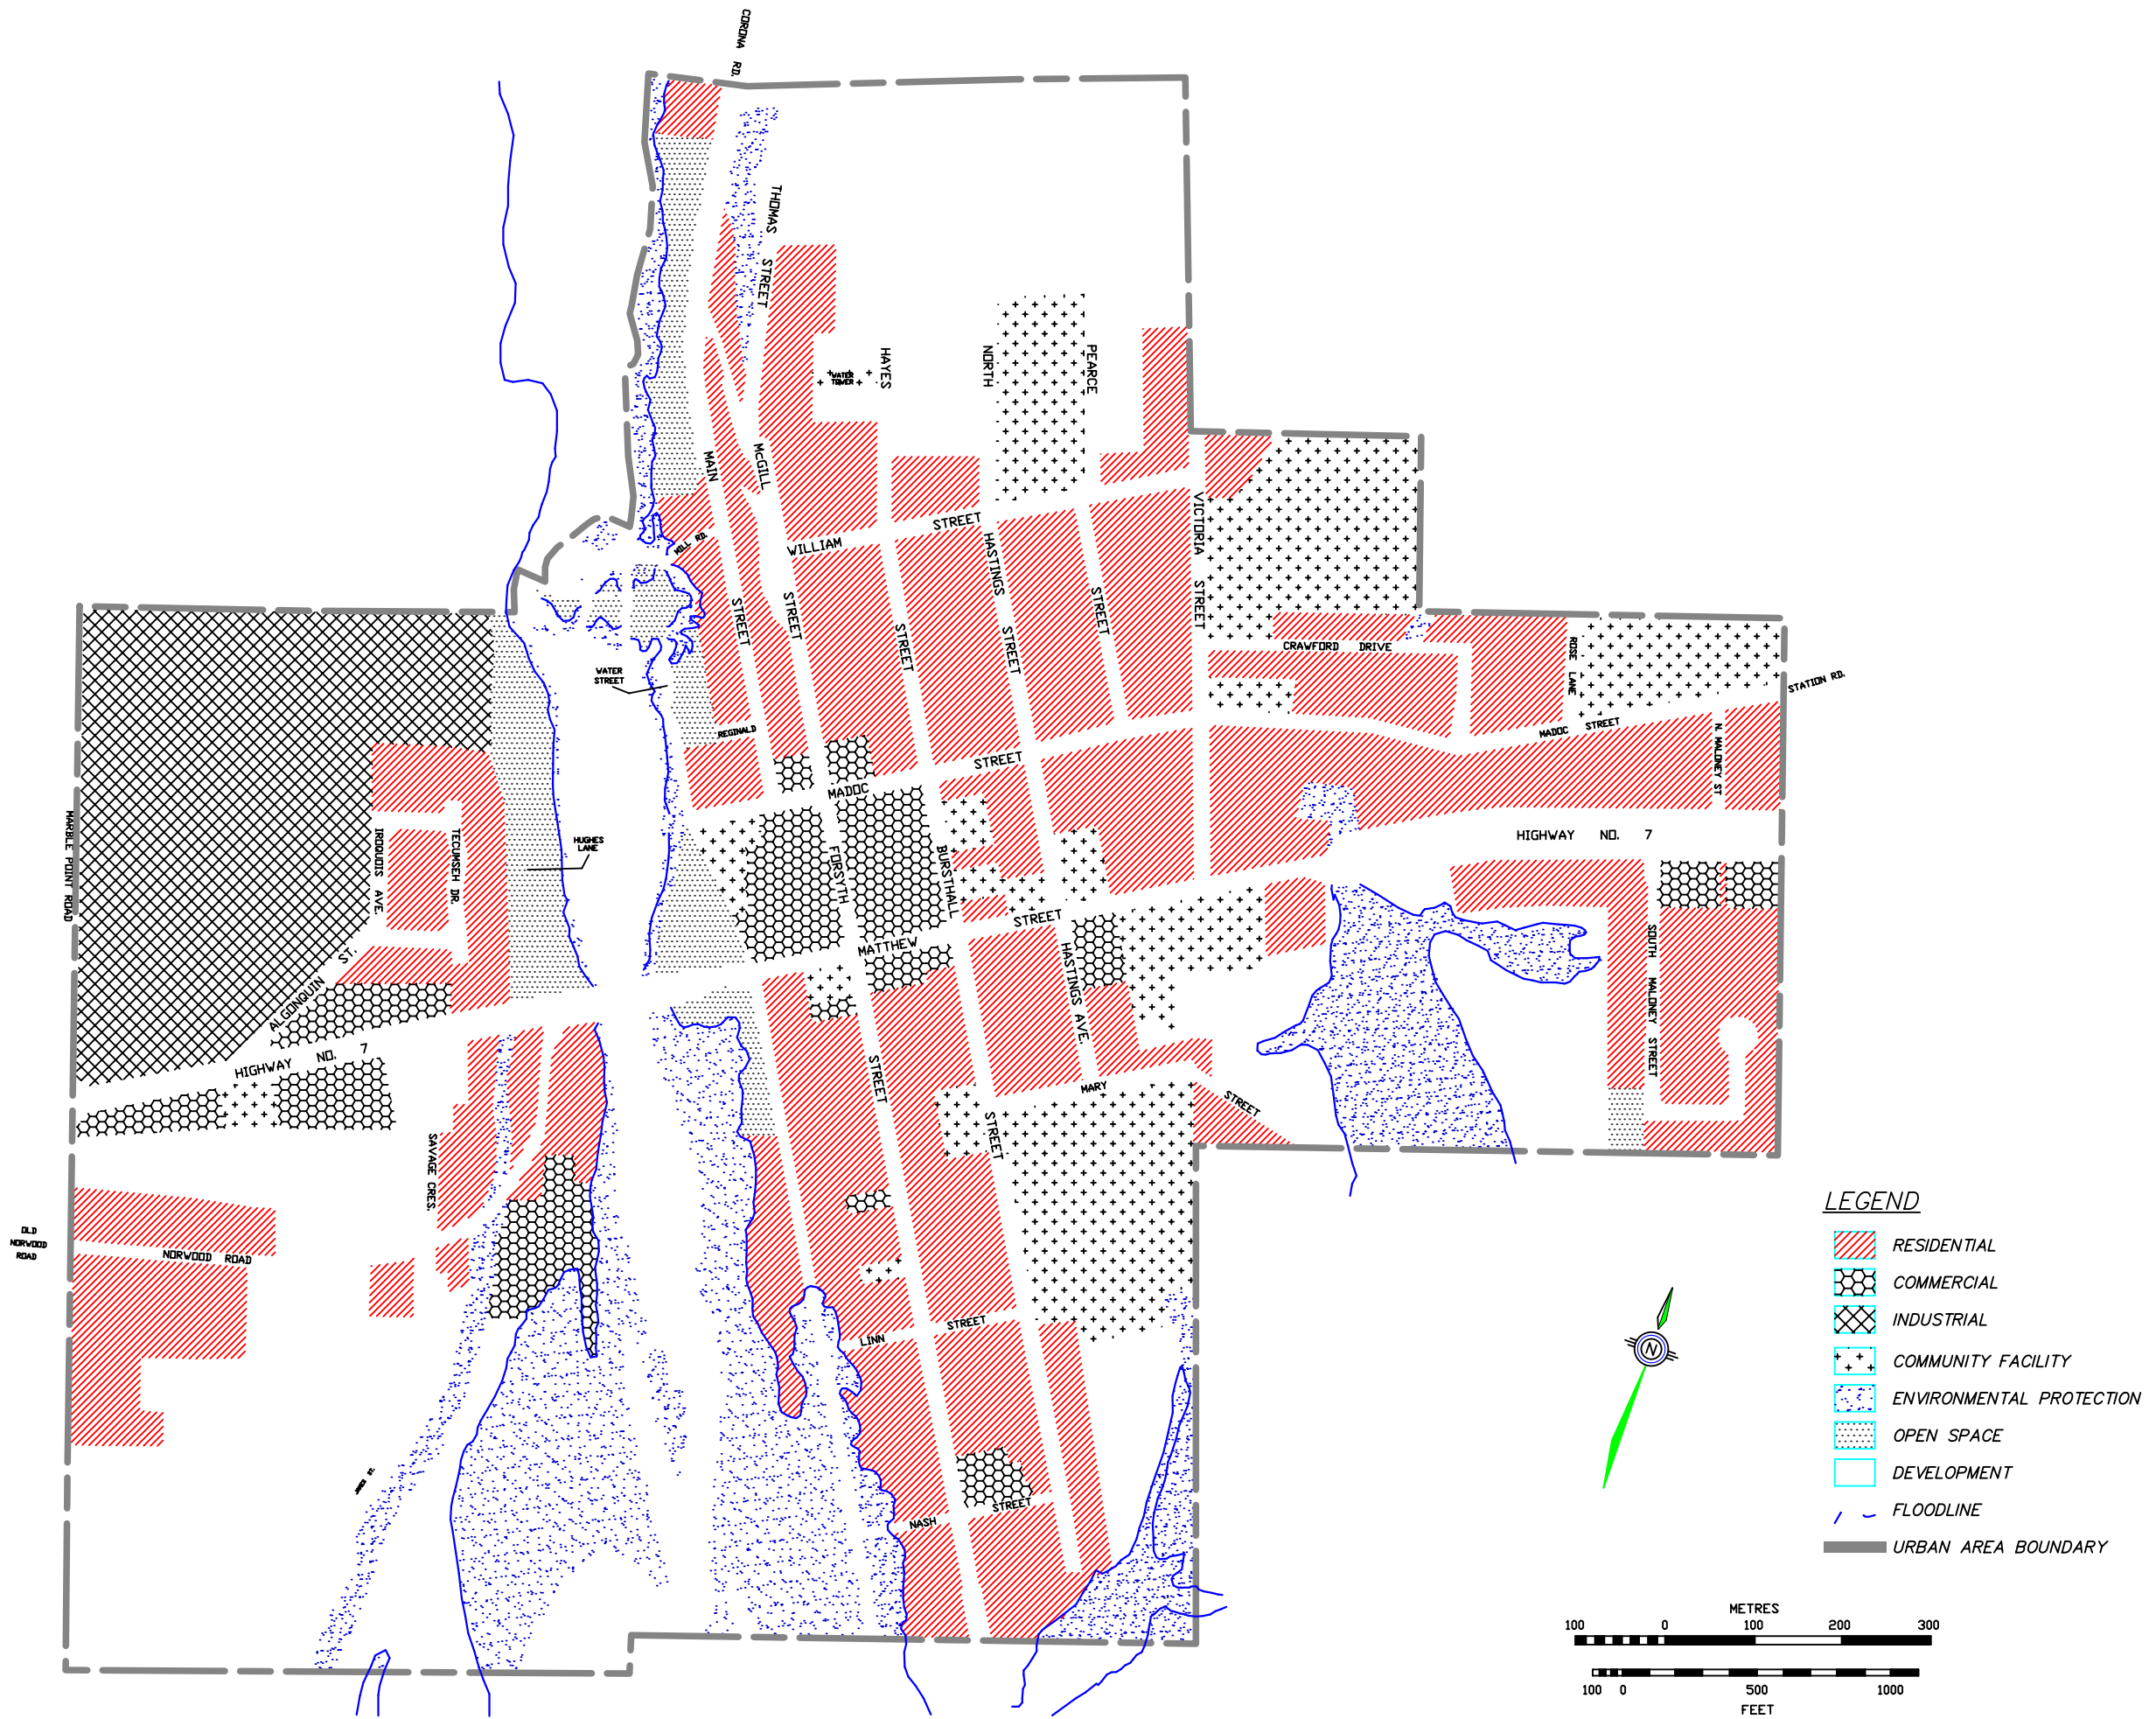 CORONA RD.
THOMAS
STREET
HAYES
NORTH
PEARCE
WATER
TOWER
MAIN
McGILL
STREET
WILLIAM
MILL RD.
HASTINGS
VICTORIA
STREET
STREET
STREET
STREET
STREET
STREET
CRAWFORD DRIVE
ROSE LANE
STATION RD.
WATER
STREET
REGINALD
MADOC
STREET
MADOC STREET
N. MALONEY ST
MARBLE POINT ROAD
IROQUOIS AVE.
TECUMSEH DR.
HUGHES
LANE
FORSYTH
BURSTHALL
HIGHWAY NO. 7
ALGONQUIN ST.
MATTHEW
STREET
HASTINGS AVE.
SOUTH MALONEY STREET
HIGHWAY NO. 7
STREET
MARY
STREET
STREET
SAVAGE CRES.
OLD
NORWOOD
ROAD
NORWOOD ROAD
LINN
STREET
JAMES ST.
NASH
STREET
LEGEND
RESIDENTIAL
COMMERCIAL
INDUSTRIAL
COMMUNITY FACILITY
ENVIRONMENTAL PROTECTION
OPEN SPACE
DEVELOPMENT
FLOODLINE
URBAN AREA BOUNDARY
N
METRES
100 0 100 200 300
100 0 500 1000
FEET